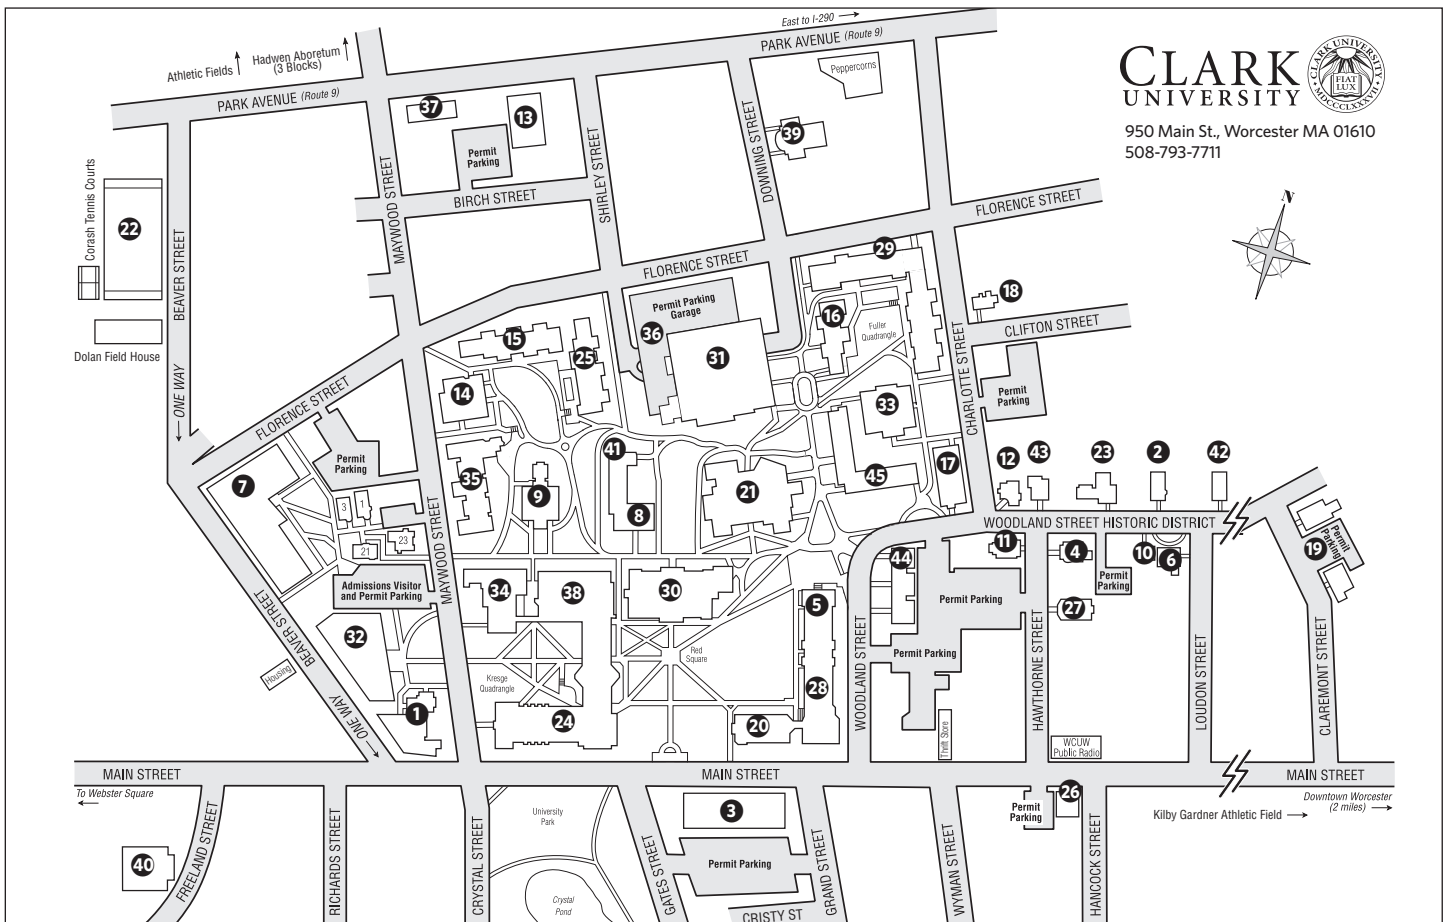 East to I-290
PARK AVENUE (Route 9)
Athletic Fields
Hadwen Aboretum
(3 Blocks)
PARK AVENUE (Route 9)
Peppercorns
CLARK
UNIVERSITY
CLARK UNIVERSITY
FIAT
LUX
MDCCCLXXXVII
950 Main St., Worcester MA 01610
508-793-7711
37
13
39
Permit
Parking
MAYWOOD STREET
BIRCH STREET
SHIRLEY STREET
DOWNING STREET
FLORENCE STREET
N
Corash Tennis Courts
22
BEAVER STREET
ONE WAY
Dolan Field House
FLORENCE STREET
29
18
Permit Parking
Garage
36
31
16
Fuller
Quadrangle
CLIFTON STREET
CHARLOTTE STREET
15
25
14
33
Permit
Parking
FLORENCE STREET
Permit
Parking
7
35
9
41
8
21
45
17
12
43
23
2
42
3
1
21
23
MAYWOOD STREET
WOODLAND STREET HISTORIC DISTRICT
11
4
10
6
19
Permit
Parking
44
Permit
Parking
Admissions Visitor
and Permit Parking
34
38
30
5
Permit Parking
27
32
BEAVER STREET
ONE WAY
Housing
Red
Square
Kresge
Quadrangle
Permit Parking
WOODLAND STREET
HAWTHORNE STREET
LOUDON STREET
CLAREMONT STREET
1
24
20
28
Thrift Store
WCUW
Public Radio
MAIN STREET
MAIN STREET
MAIN STREET
To Webster Square
Downtown Worcester
(2 miles)
Kilby Gardner Athletic Field
26
Permit
Parking
3
University
Park
40
FREELAND STREET
RICHARDS STREET
CRYSTAL STREET
GATES STREET
Permit Parking
GRAND STREET
WYMAN STREET
HANCOCK STREET
Crystal
Pond
CRISTY ST